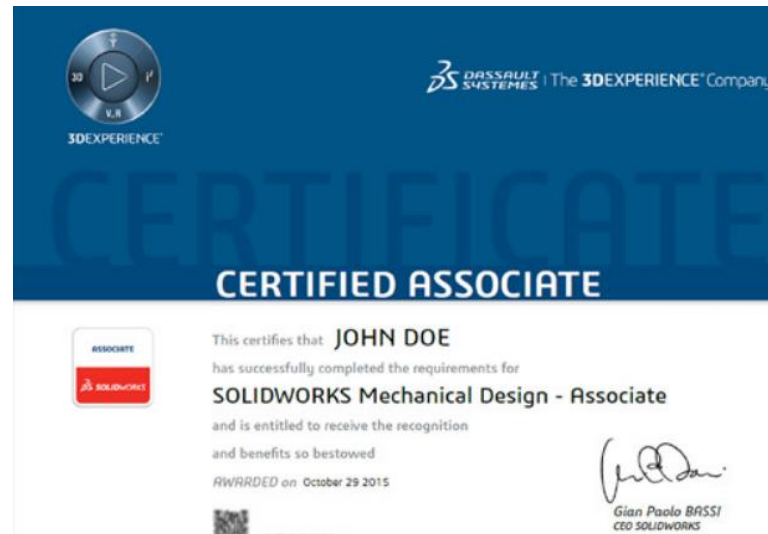 3D
i²
V.R
3DEXPERIENCE
DASSAULT SYSTEMES | The 3DEXPERIENCE® Company
CERTIFICATE
CERTIFIED ASSOCIATE
ASSOCIATE
SOLIDWORKS
This certifies that JOHN DOE
has successfully completed the requirements for
SOLIDWORKS Mechanical Design - Associate
and is entitled to receive the recognition
and benefits so bestowed
AWARDED on October 29 2015
Gian Paolo BASSI
CEO SOLIDWORKS